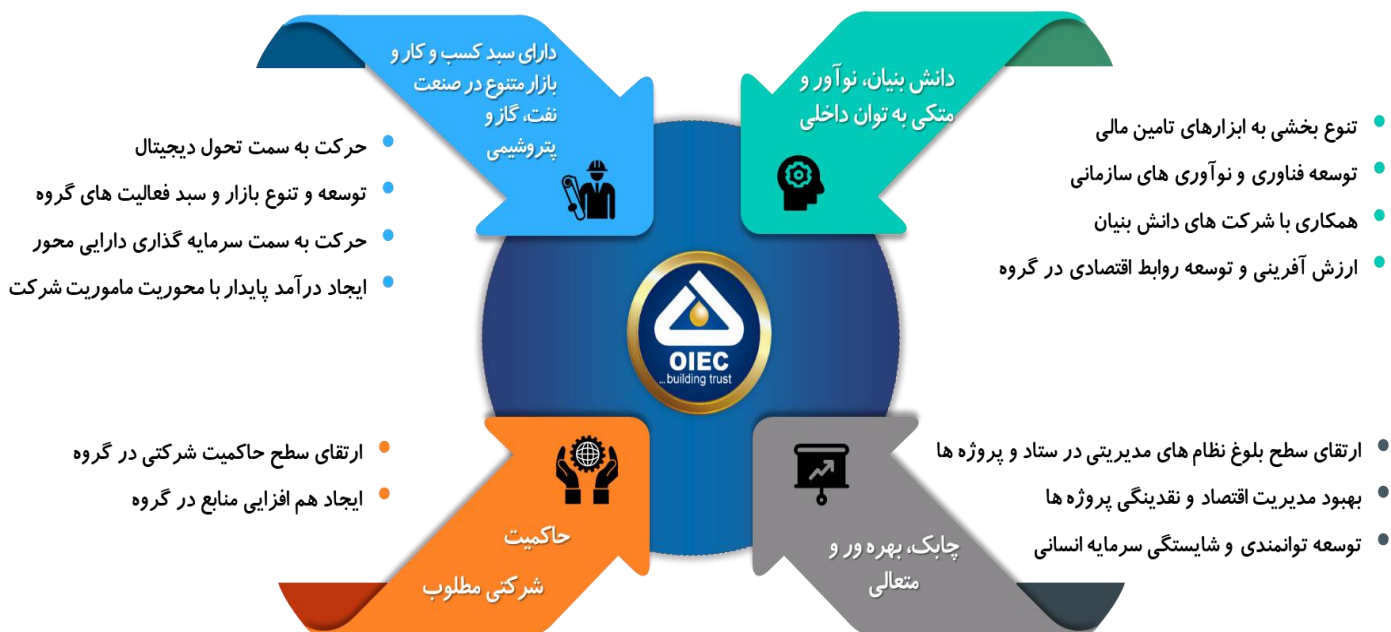 دانش بنیان، نوآور و
متکی به توان داخلی
تنوع بخشی به ابزارهای تامین مالی
توسعه فناوری و نوآوری های سازمانی
همکاری با شرکت های دانش بنیان
ارزش آفرینی و توسعه روابط اقتصادی در گروه
دارای سبد کسب و کار و
بازار متنوع در صنعت
نفت، گاز و
پتروشیمی
حرکت به سمت تحول دیجیتال
توسعه و تنوع بازار و سبد فعالیت های گروه
حرکت به سمت سرمایه گذاری دارایی محور
ایجاد درآمد پایدار با محوریت ماموریت شرکت
OIEC
...building trust
چابک، بهره ور و
متعالی
ارتقای سطح بلوغ نظام های مدیریتی در ستاد و پروژه ها
بهبود مدیریت اقتصاد و نقدینگی پروژه ها
توسعه توانمندی و شایستگی سرمایه انسانی
حاکمیت
شرکتی مطلوب
ارتقای سطح حاکمیت شرکتی در گروه
ایجاد هم افزایی منابع در گروه